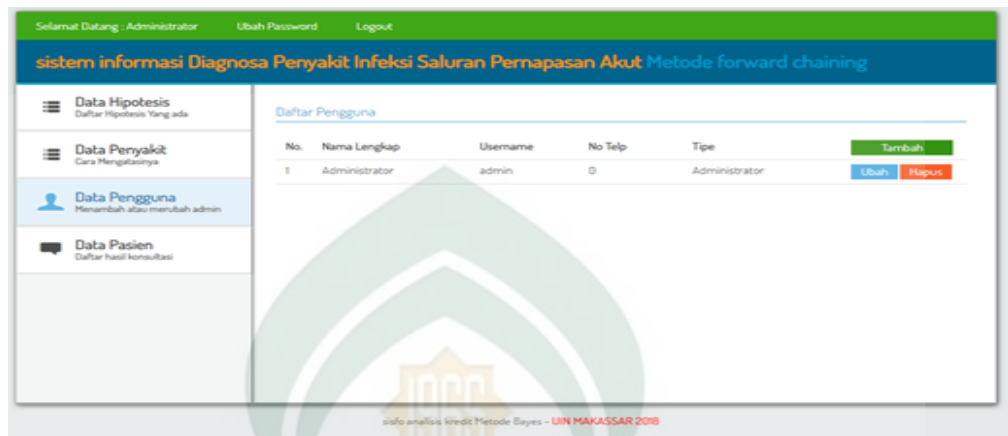 Selamat Datang : Administrator Ubah Password Logout
sistem informasi Diagnosa Penyakit Infeksi Saluran Pernapasan Akut Metode forward chaining
Data Hipotesis
Daftar Hipotesis Yang ada
Data Penyakit
Cara Mengatasinya
Data Pengguna
Menambah atau merubah admin
Data Pasien
Daftar hasil konsultasi
Daftar Pengguna
No. Nama Lengkap Username No Telp Tipe Tambah
1 Administrator admin 0 Administrator Ubah Hapus
sisfo analisis kredit Metode Bayes - UIN MAKASSAR 2018